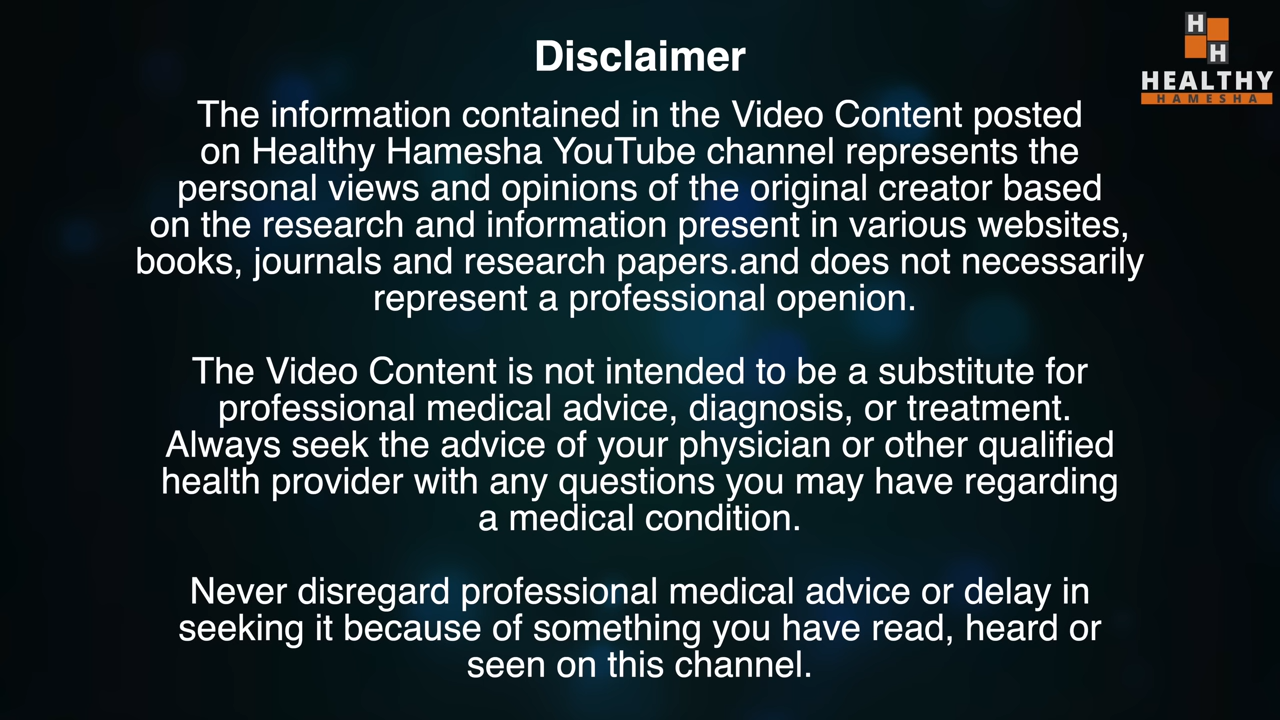 Disclaimer
The information contained in the Video Content posted
on Healthy Hamesha YouTube channel represents the
personal views and opinions of the original creator based
on the research and information present in various websites,
books, journals and research papers.and does not necessarily
represent a professional openion.
The Video Content is not intended to be a substitute for
professional medical advice, diagnosis, or treatment.
Always seek the advice of your physician or other qualified
health provider with any questions you may have regarding
a medical condition.
Never disregard professional medical advice or delay in
seeking it because of something you have read, heard or
seen on this channel.
H
H
HEALTHY
HAMESHA